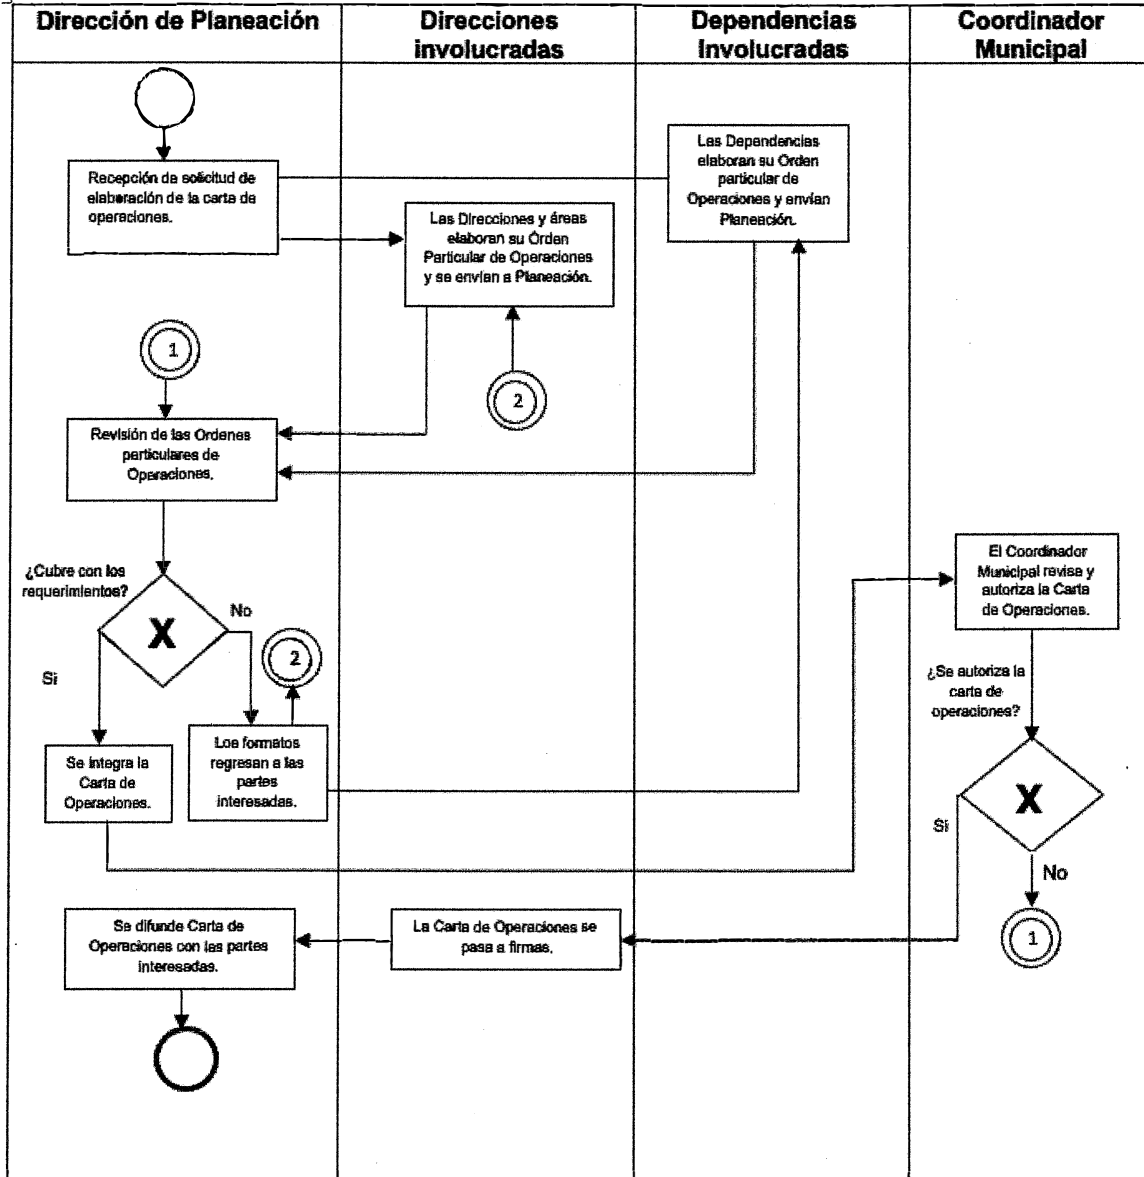 Dirección de Planeación
Direcciones
involucradas
Dependencias
Involucradas
Coordinador
Municipal
Recepción de solicitud de
elaboración de la carta de
operaciones.
Las Direcciones y áreas
elaboran su Órden
Particular de Operaciones
y se envían a Planeación.
Las Dependencias
elaboran su Orden
particular de
Operaciones y envían
Planeación.
1
2
Revisión de las Ordenes
particulares de
Operaciones.
¿Cubre con los
requerimientos?
X
No
Si
2
Se integra la
Carta de
Operaciones.
Los formatos
regresan a las
partes
interesadas.
El Coordinador
Municipal revisa y
autoriza la Carta
de Operaciones.
¿Se autoriza la
carta de
operaciones?
X
Si
No
1
La Carta de Operaciones se
pasa a firmas.
Se difunde Carta de
Operaciones con las partes
interesadas.